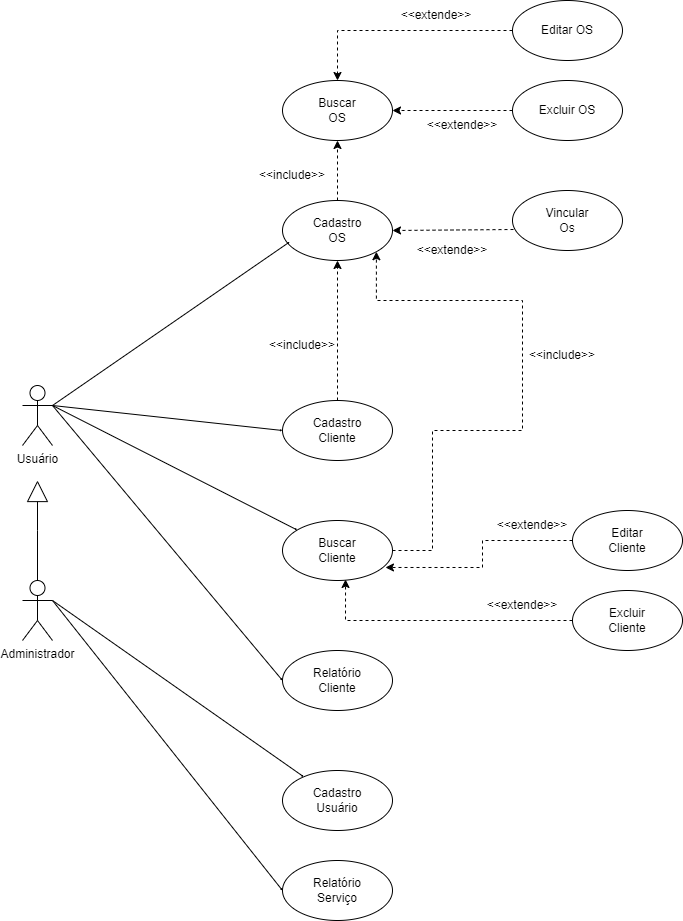 <<extende>>
Editar OS
Buscar
OS
Excluir OS
<<extende>>
<<include>>
Cadastro
OS
Vincular
Os
<<extende>>
<<include>>
<<include>>
Usuário
Cadastro
Cliente
Buscar
Cliente
<<extende>>
Editar
Cliente
<<extende>>
Excluir
Cliente
Administrador
Relatório
Cliente
Cadastro
Usuário
Relatório
Serviço